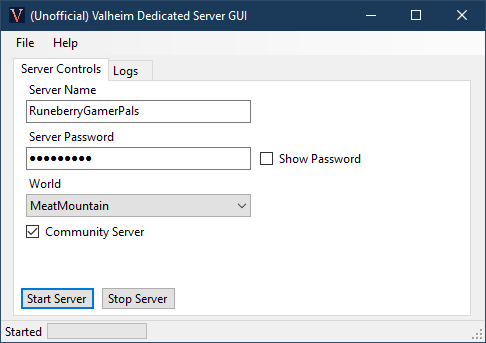 (Unofficial) Valheim Dedicated Server GUI
File Help
Server Controls Logs
Server Name
RuneberryGamerPals
Server Password
●●●●●●●●●
Show Password
World
MeatMountain
Community Server
Start Server Stop Server
Started